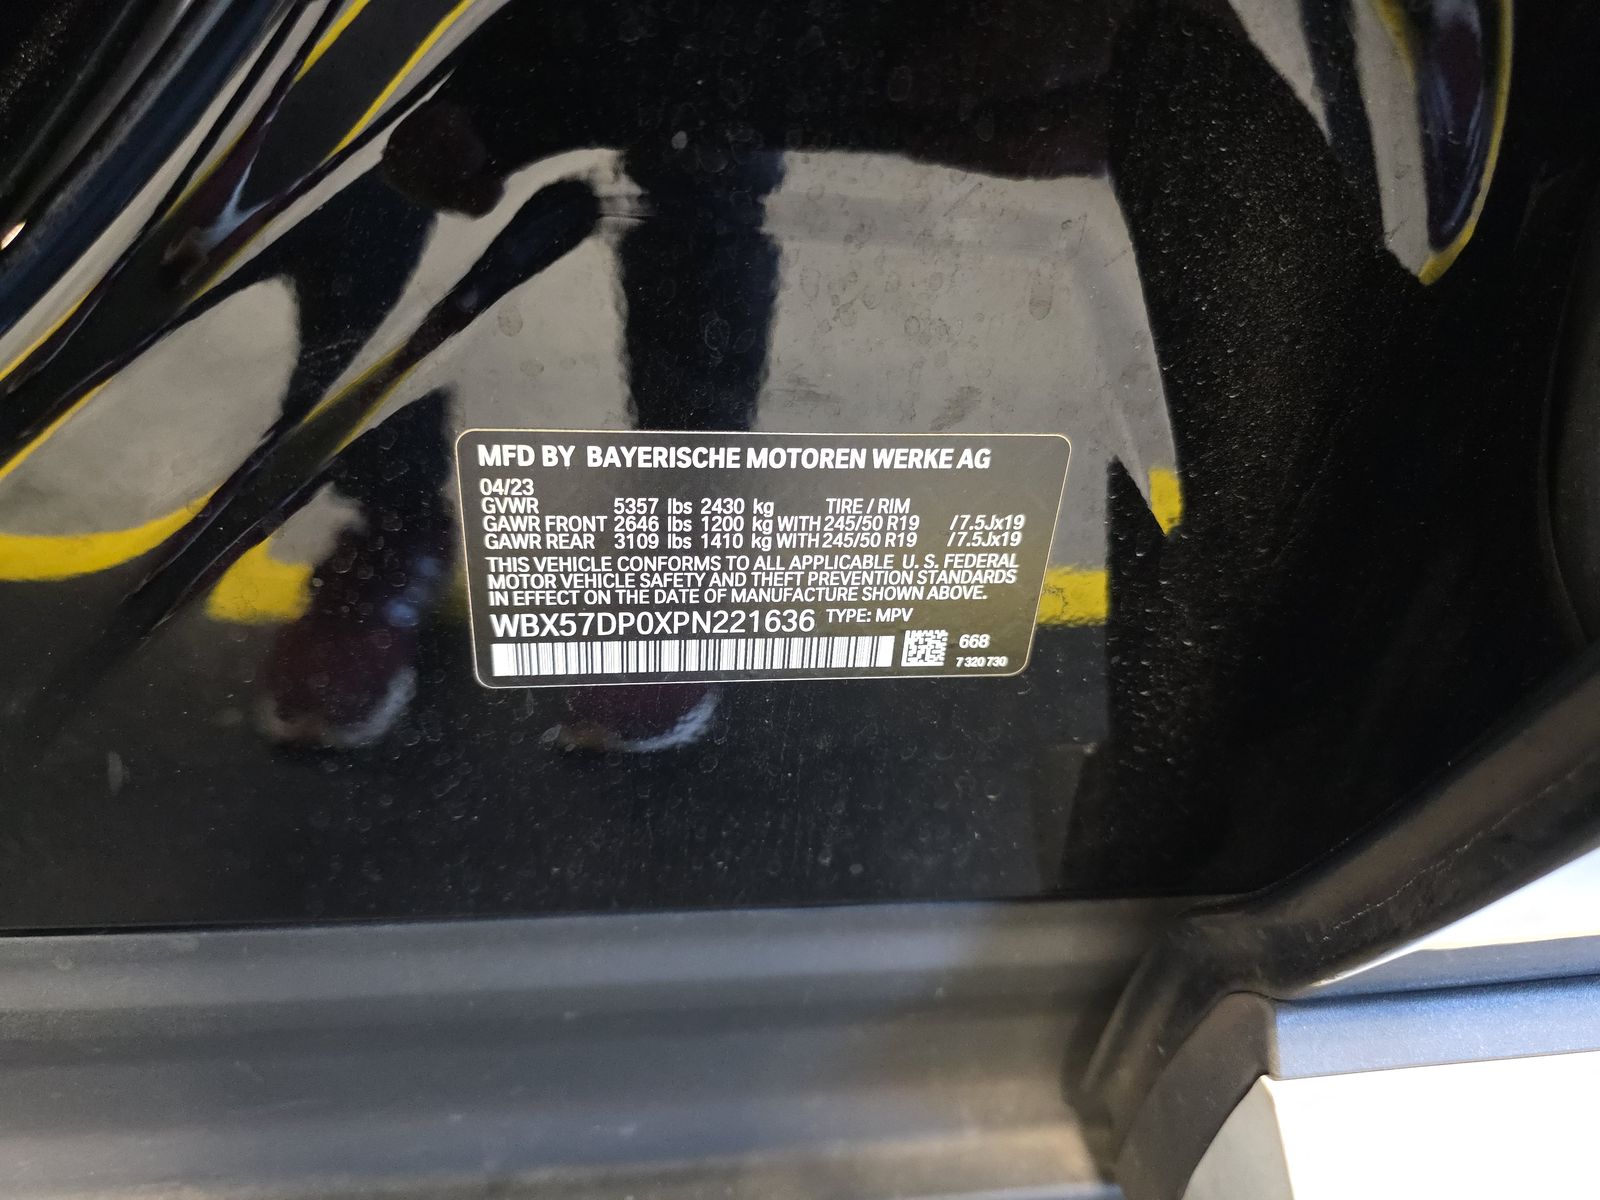 MFD BY BAYERISCHE MOTOREN WERKE AG
04/23
GVWR 5357 lbs 2430 kg TIRE / RIM
GAWR FRONT 2646 lbs 1200 kg WITH 245/50 R19 /7.5Jx19
GAWR REAR 3109 lbs 1410 kg WITH 245/50 R19 /7.5Jx19
THIS VEHICLE CONFORMS TO ALL APPLICABLE U. S. FEDERAL
MOTOR VEHICLE SAFETY AND THEFT PREVENTION STANDARDS
IN EFFECT ON THE DATE OF MANUFACTURE SHOWN ABOVE.
WBX57DP0XPN221636 TYPE: MPV
668
7 320 730